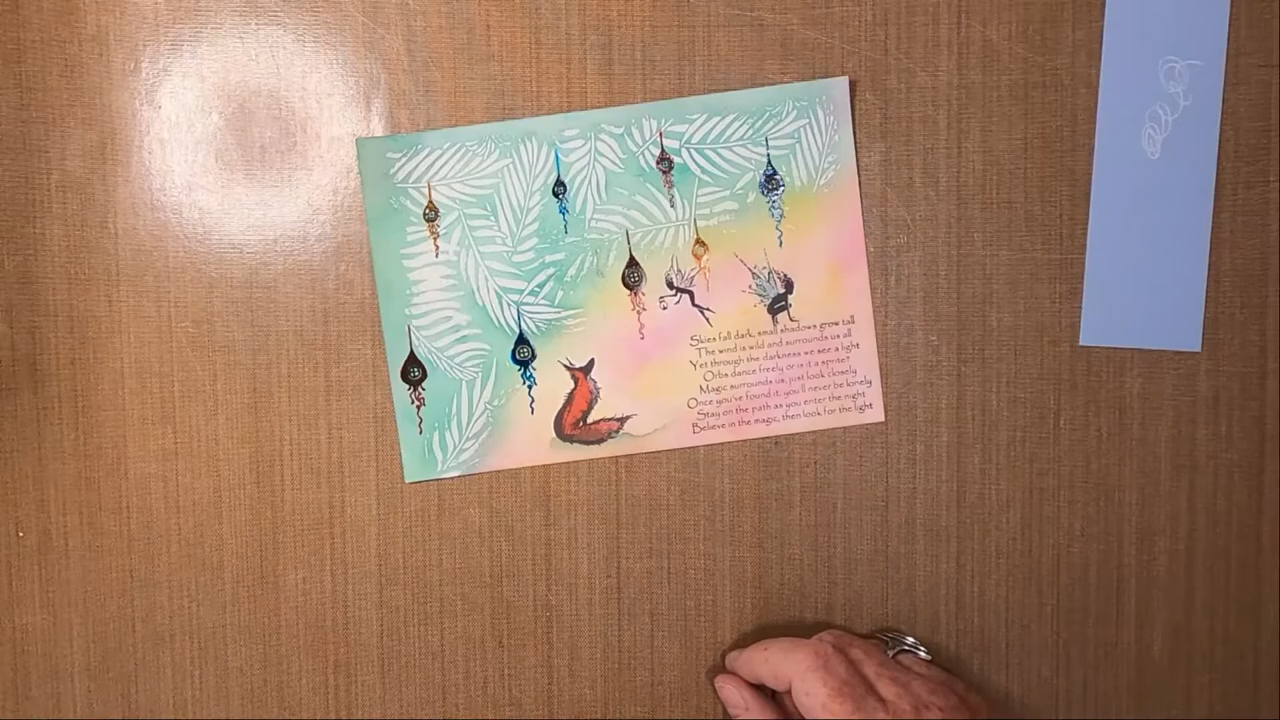 Skies fall dark, small shadows grow tall
The wind is wild and surrounds us all
Yet through the darkness we see a light
Orbs dance freely or is it a sprite?
Magic surrounds us, just look closely
Once you've found it, you'll never be lonely
Stay on the path as you enter the night
Believe in the magic, then look for the light